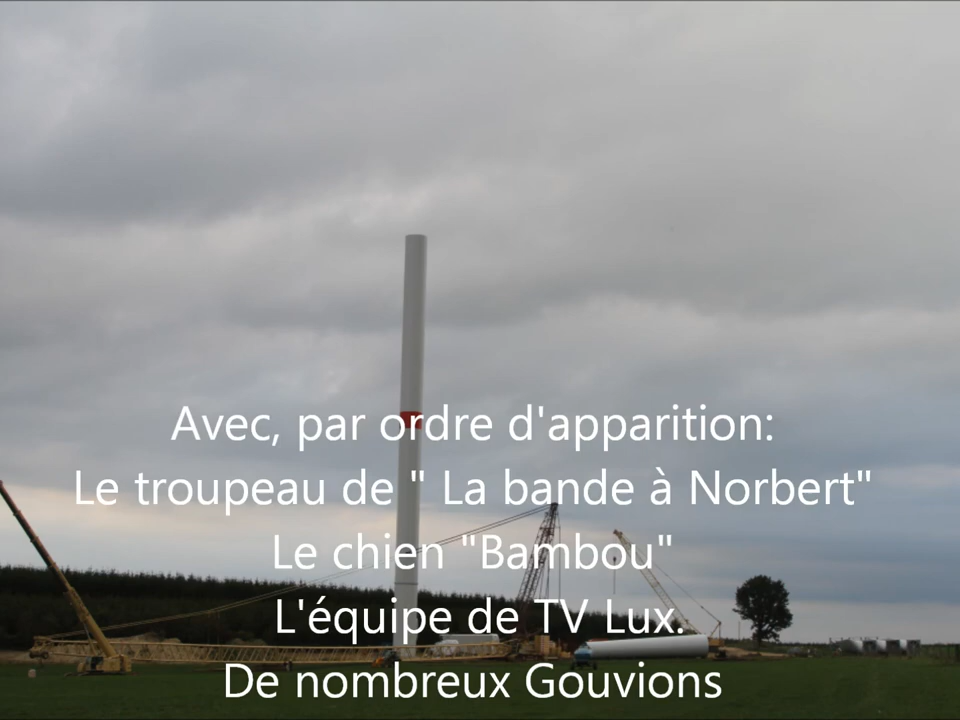 Avec, par ordre d'apparition:
Le troupeau de " La bande à Norbert"
Le chien "Bambou"
L'équipe de TV Lux.
De nombreux Gouvions